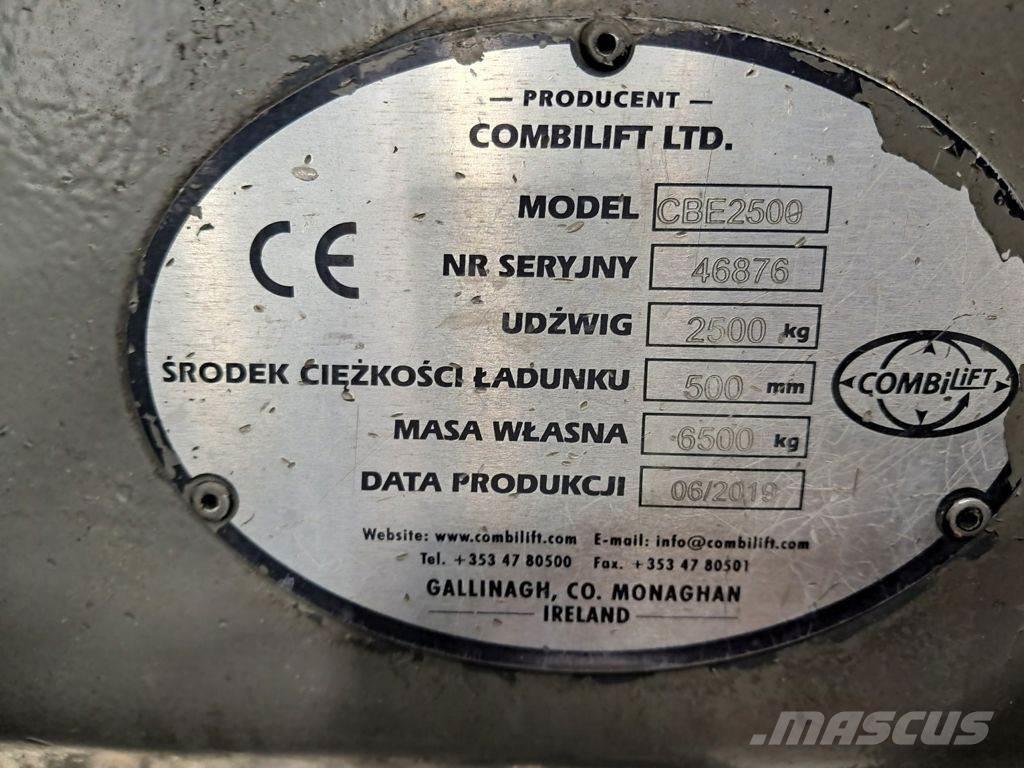 — PRODUCENT —
COMBILIFT LTD.
MODEL CBE2500
CE
NR SERYJNY 46876
UDŹWIG 2500 kg
ŚRODEK CIĘŻKOŚCI ŁADUNKU 500 mm
COMBiLiFT
MASA WŁASNA 6500 kg
DATA PRODUKCJI 06/2019
Website: www.combilift.com E-mail: info@combilift.com
Tel. +353 47 80500 Fax. +353 47 80501
GALLINAGH, CO. MONAGHAN
IRELAND
MASCUS